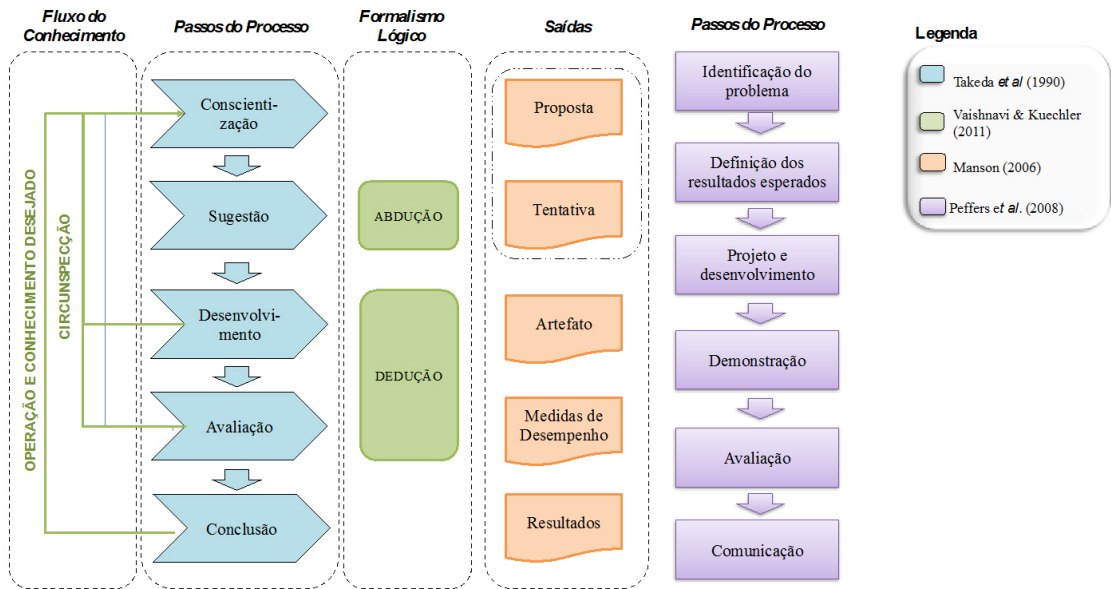 Fluxo do
Conhecimento
Passos do Processo
Formalismo
Lógico
Saídas
Passos do Processo
OPERAÇÃO E CONHECIMENTO DESEJADO
CIRCUNSPECÇÃO
Conscienti-
zação
Sugestão
Desenvolvi-
mento
Avaliação
Conclusão
ABDUÇÃO
DEDUÇÃO
Proposta
Tentativa
Artefato
Medidas de
Desempenho
Resultados
Identificação do
problema
Definição dos
resultados esperados
Projeto e
desenvolvimento
Demonstração
Avaliação
Comunicação
Legenda
Takeda et al (1990)
Vaishnavi & Kuechler
(2011)
Manson (2006)
Peffers et al. (2008)